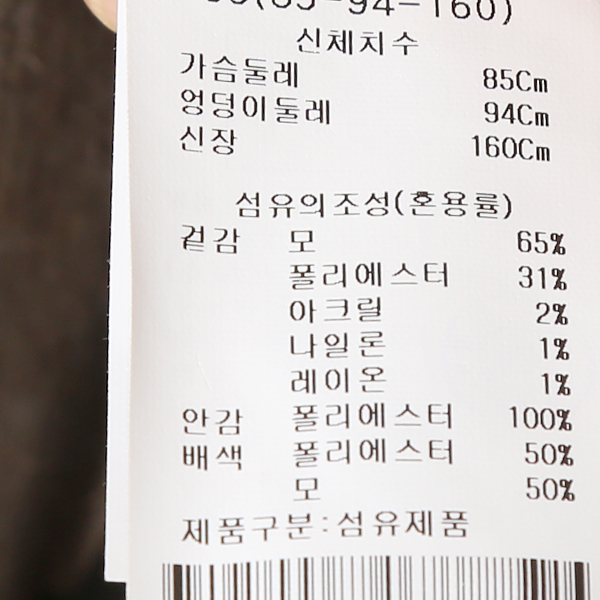 (85-94-160)
신체치수
가슴둘레 85Cm
엉덩이둘레 94Cm
신장 160Cm
섬유의조성(혼용률)
겉감 모 65%
폴리에스터 31%
아크릴 2%
나일론 1%
레이온 1%
안감 폴리에스터 100%
배색 폴리에스터 50%
모 50%
제품구분:섬유제품